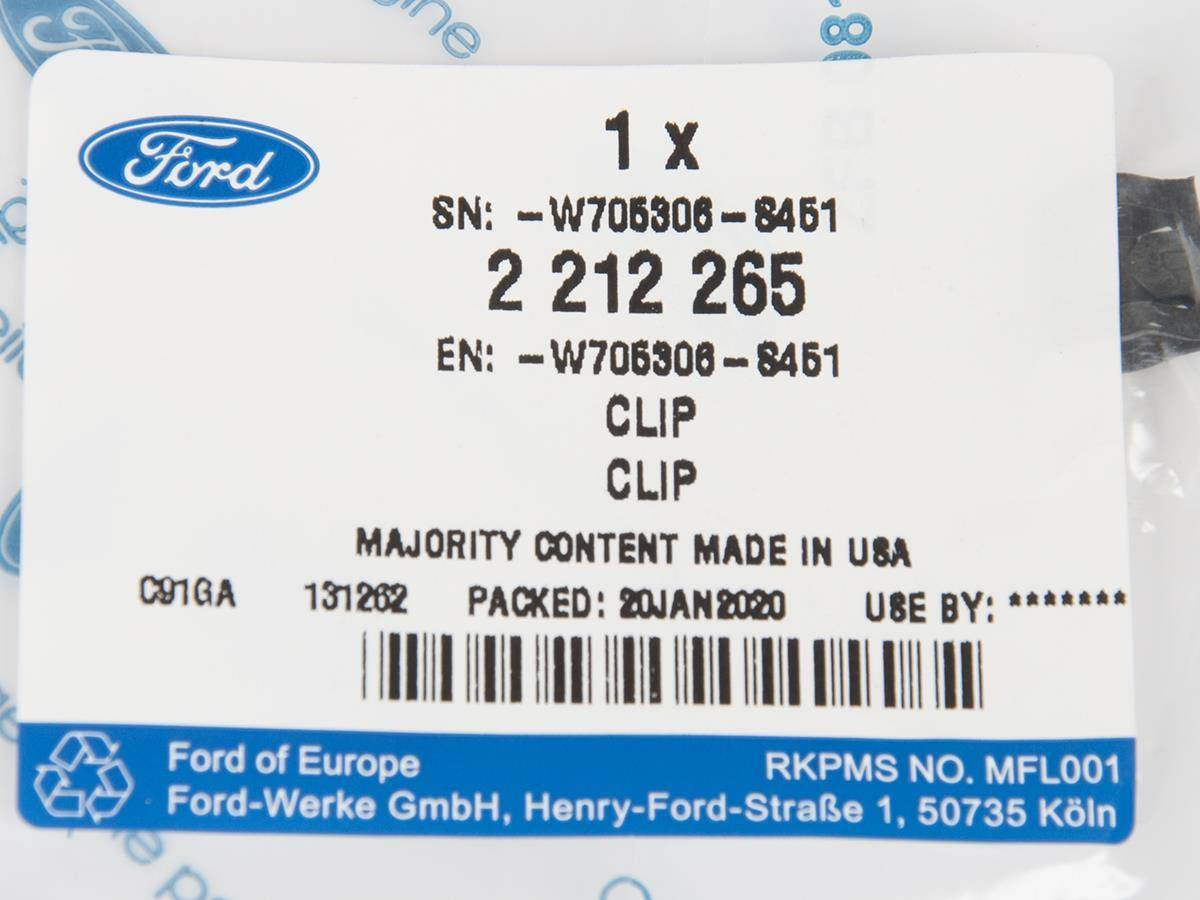 gine
Ford
1 x
SN: -W705306-S451
2 212 265
EN: -W705306-S451
CLIP
CLIP
MAJORITY CONTENT MADE IN USA
C91GA 131262 PACKED: 20JAN2020 USE BY: *******
Ford of Europe RKPMS NO. MFL001
Ford-Werke GmbH, Henry-Ford-Straße 1, 50735 Köln